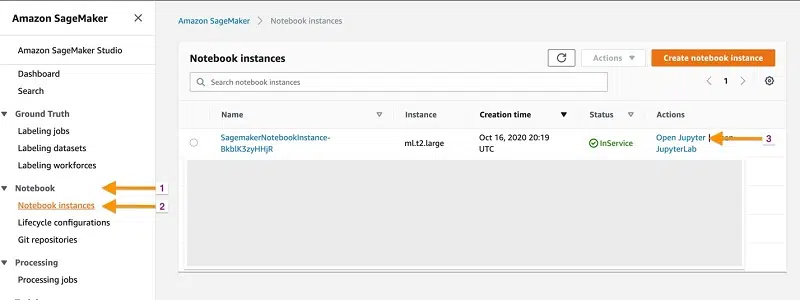 Amazon SageMaker ×
Amazon SageMaker Studio
Dashboard
Search
Ground Truth
Labeling jobs
Labeling datasets
Labeling workforces
Notebook 1
Notebook instances 2
Lifecycle configurations
Git repositories
Processing
Processing jobs
Amazon SageMaker > Notebook instances
Notebook instances
Actions
Create notebook instance
Search notebook instances
< 1 >
Name Instance Creation time Status Actions
SagemakerNotebookInstance-
BkblK3zyHHjR
ml.t2.large
Oct 16, 2020 20:19
UTC
InService
Open Jupyter | 3
JupyterLab